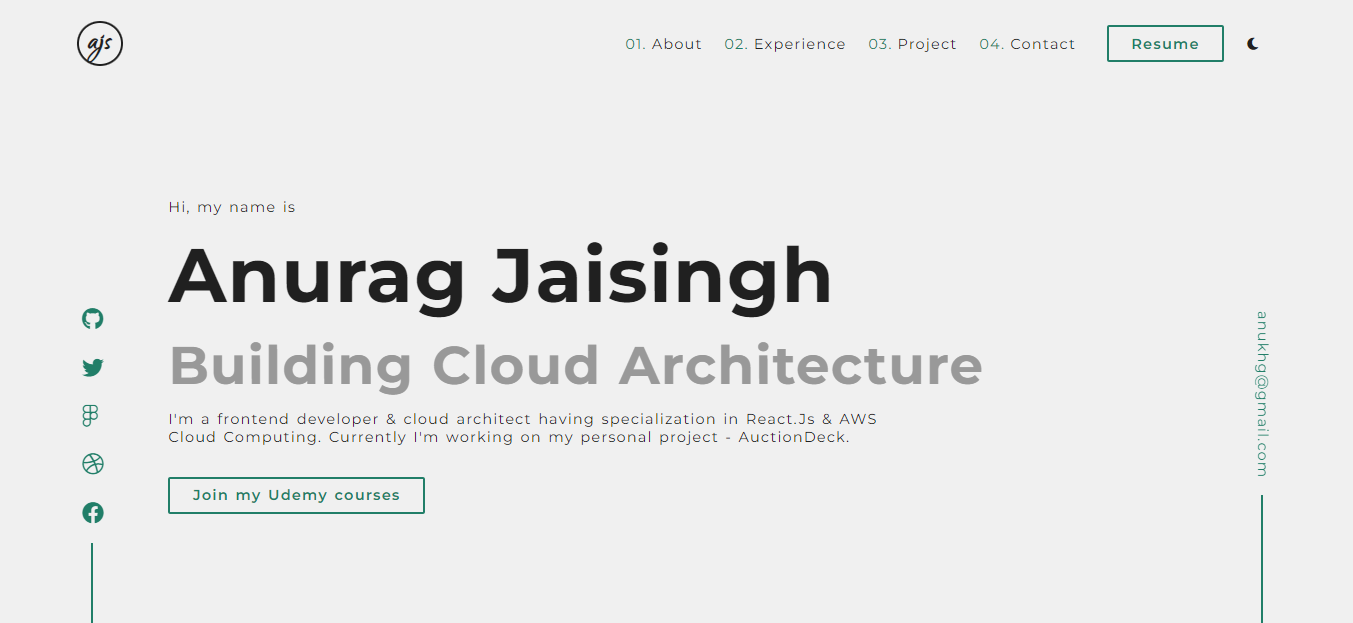 ajs
01. About 02. Experience 03. Project 04. Contact Resume
Hi, my name is
Anurag Jaisingh
Building Cloud Architecture
I'm a frontend developer & cloud architect having specialization in React.Js & AWS
Cloud Computing. Currently I'm working on my personal project - AuctionDeck.
Join my Udemy courses
anukhg@gmail.com